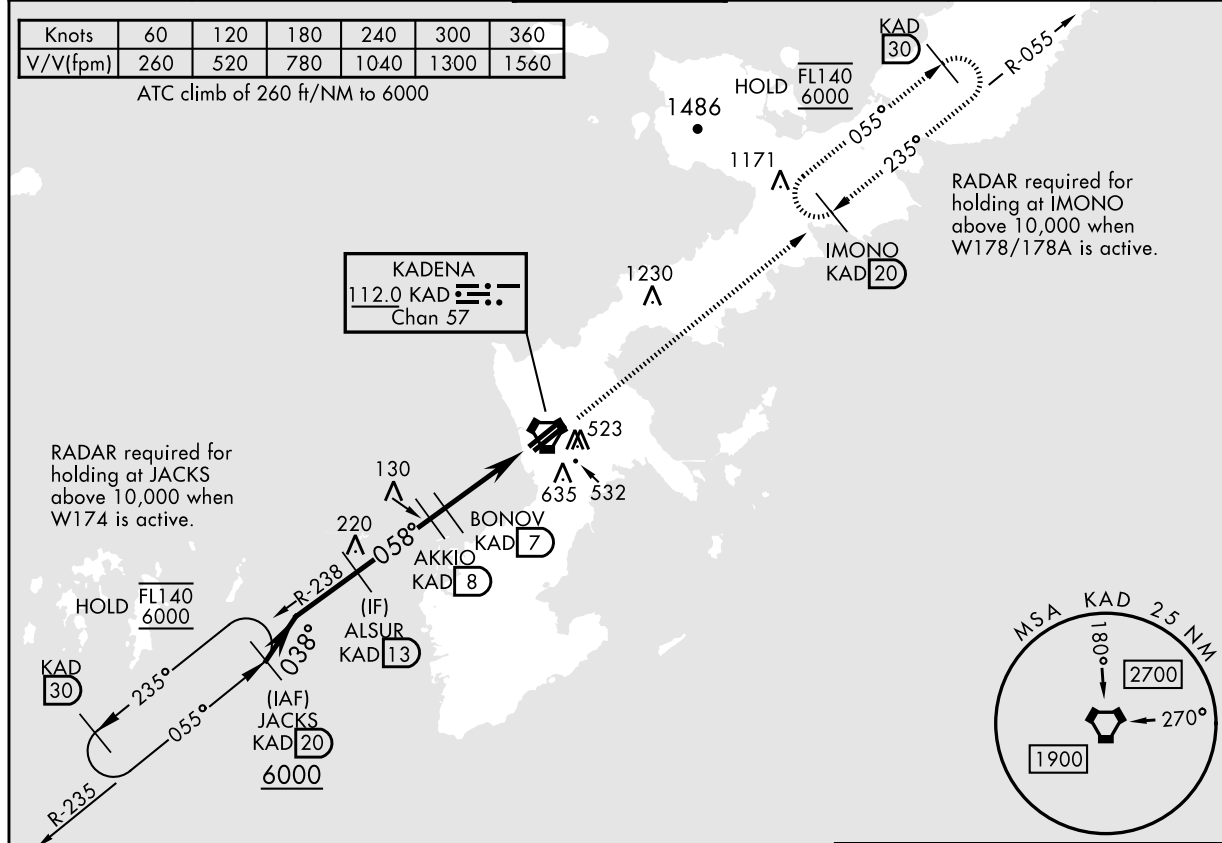 Knots 60 120 180 240 300 360
V/V(fpm) 260 520 780 1040 1300 1560
ATC climb of 260 ft/NM to 6000
KAD
30
R-055
HOLD FL140
6000
055°
235°
1486
1171
RADAR required for
holding at IMONO
above 10,000 when
W178/178A is active.
IMONO
KAD 20
1230
KADENA
112.0 KAD
Chan 57
523
635
532
RADAR required for
holding at JACKS
above 10,000 when
W174 is active.
130
220
058°
BONOV
KAD 7
AKKIO
KAD 8
R-238
(IF)
ALSUR
KAD 13
HOLD FL140
6000
038°
KAD
30
235°
055°
(IAF)
JACKS
KAD 20
6000
R-235
MSA KAD 25 NM
180°
2700
270°
1900